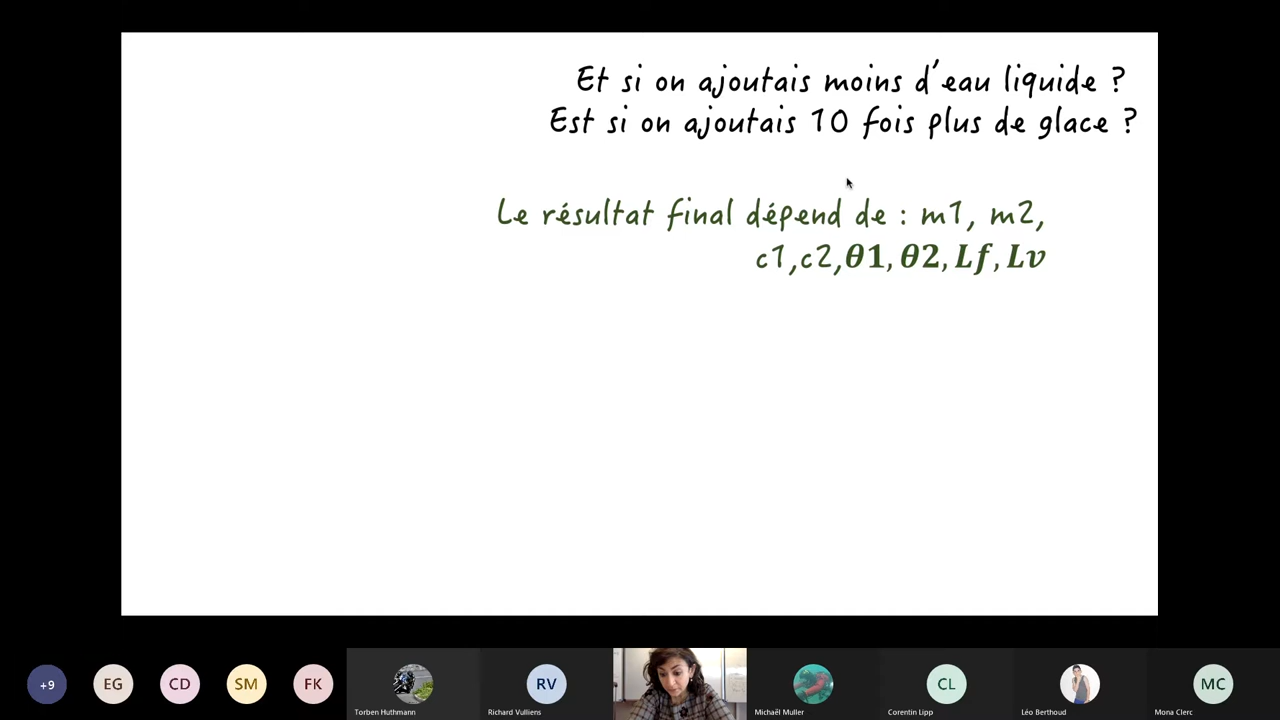 Et si on ajoutais moins d'eau liquide ?
Est si on ajoutais 10 fois plus de glace ?
Le résultat final dépend de : m1, m2,
c1,c2,θ1, θ2, Lf, Lv
+9
EG
CD
SM
FK
Torben Huthmann
RV
Richard Vulliens
Michaël Muller
CL
Corentin Lipp
Léo Berthoud
MC
Mona Clerc